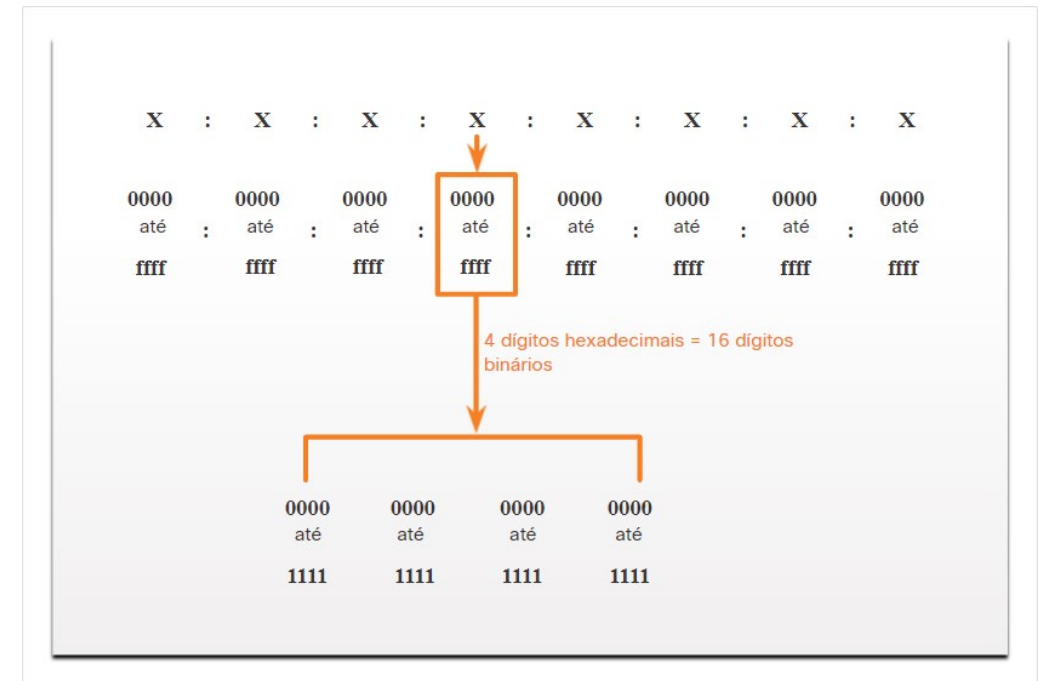 X : X : X : X : X : X : X : X
0000 0000 0000 0000 0000 0000 0000 0000
até : até : até : até : até : até : até : até
ffff ffff ffff ffff ffff ffff ffff ffff
4 dígitos hexadecimais = 16 dígitos
binários
0000 0000 0000 0000
até até até até
1111 1111 1111 1111